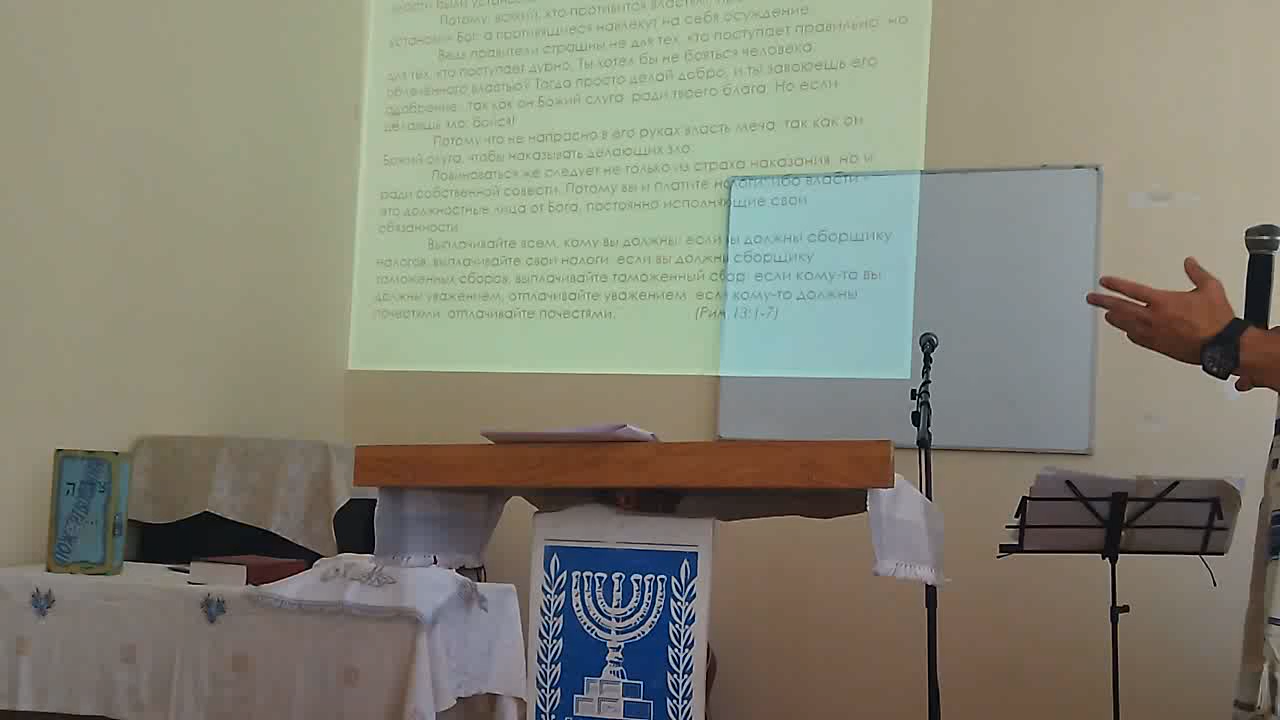 власти были
Потому, вожий, кто противится власти,
установил Бог, а противящиеся навлекут на себя осуждение.
Ведь правители страшны не для тех, кто поступает правильно, но
для тех, кто поступает дурно. Ты хотел бы не бояться человека,
облечённого властью? Тогда просто делай добро, и ты завоюешь его
одобрение, так как он Божий слуга, ради твоего блага. Но если
делаешь зло, бойся!
Потому что не напрасно в его руках власть меча, так как он
Божий слуга, чтобы наказывать делающих зло.
Повиноваться же следует не только из страха наказания, но и
ради собственной совести. Потому вы и платите налоги, ибо власти -
это должностные лица от Бога, постоянно исполняющие свои
обязанности.
Выплачивайте всем, кому вы должны: если вы должны сборщику
налогов, выплачивайте свои налоги; если вы должны сборщику
таможенных сборов, выплачивайте таможенный сбор; если кому-то вы
должны уважением, отплачивайте уважением; если кому-то должны
почестями, отплачивайте почестями." (Рим.13:1-7)